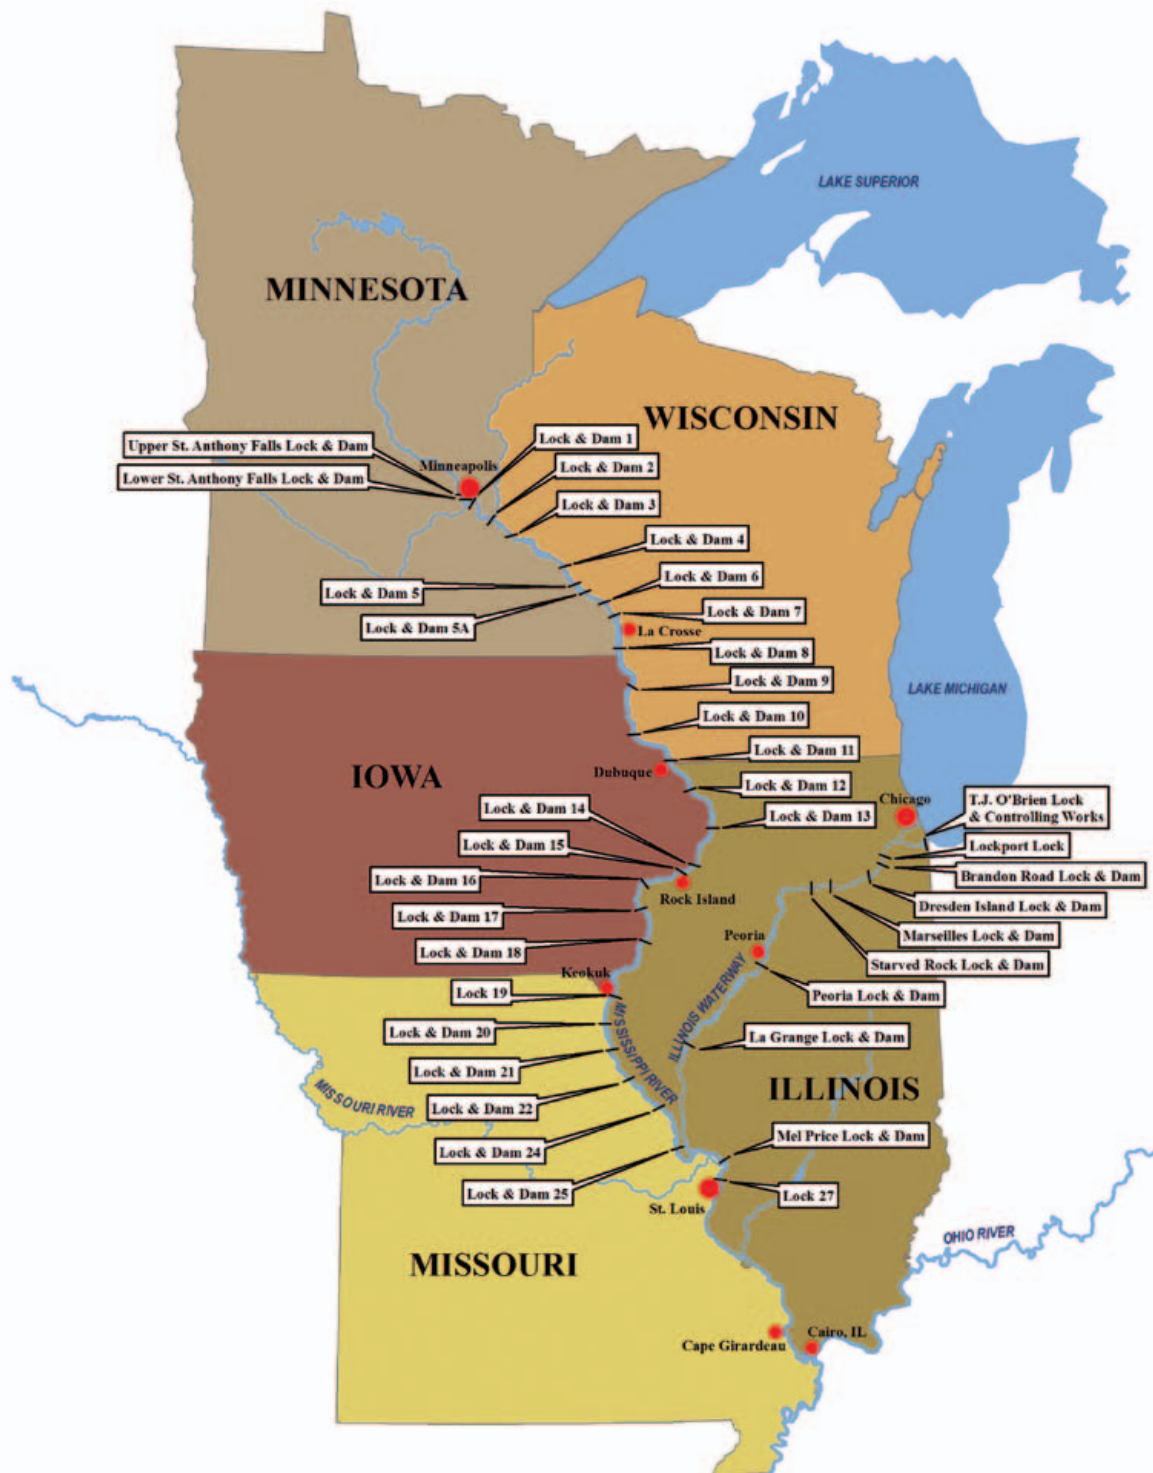 LAKE SUPERIOR
MINNESOTA
WISCONSIN
Upper St. Anthony Falls Lock & Dam
Lock & Dam 1
Minneapolis
Lock & Dam 2
Lower St. Anthony Falls Lock & Dam
Lock & Dam 3
Lock & Dam 4
Lock & Dam 6
Lock & Dam 5
Lock & Dam 7
Lock & Dam 5A
La Crosse
Lock & Dam 8
Lock & Dam 9
LAKE MICHIGAN
Lock & Dam 10
Lock & Dam 11
IOWA
Dubuque
Lock & Dam 12
Chicago
T.J. O'Brien Lock
& Controlling Works
Lock & Dam 14
Lock & Dam 13
Lock & Dam 15
Lockport Lock
Brandon Road Lock & Dam
Lock & Dam 16
Rock Island
Dresden Island Lock & Dam
Lock & Dam 17
Peoria
Marseilles Lock & Dam
Lock & Dam 18
Starved Rock Lock & Dam
Keokuk
Lock 19
Peoria Lock & Dam
ILLINOIS WATERWAY
Lock & Dam 20
MISSISSIPPI RIVER
La Grange Lock & Dam
Lock & Dam 21
ILLINOIS
MISSOURI RIVER
Lock & Dam 22
Lock & Dam 24
Mel Price Lock & Dam
Lock & Dam 25
Lock 27
St. Louis
OHIO RIVER
MISSOURI
Cape Girardeau
Cairo, IL